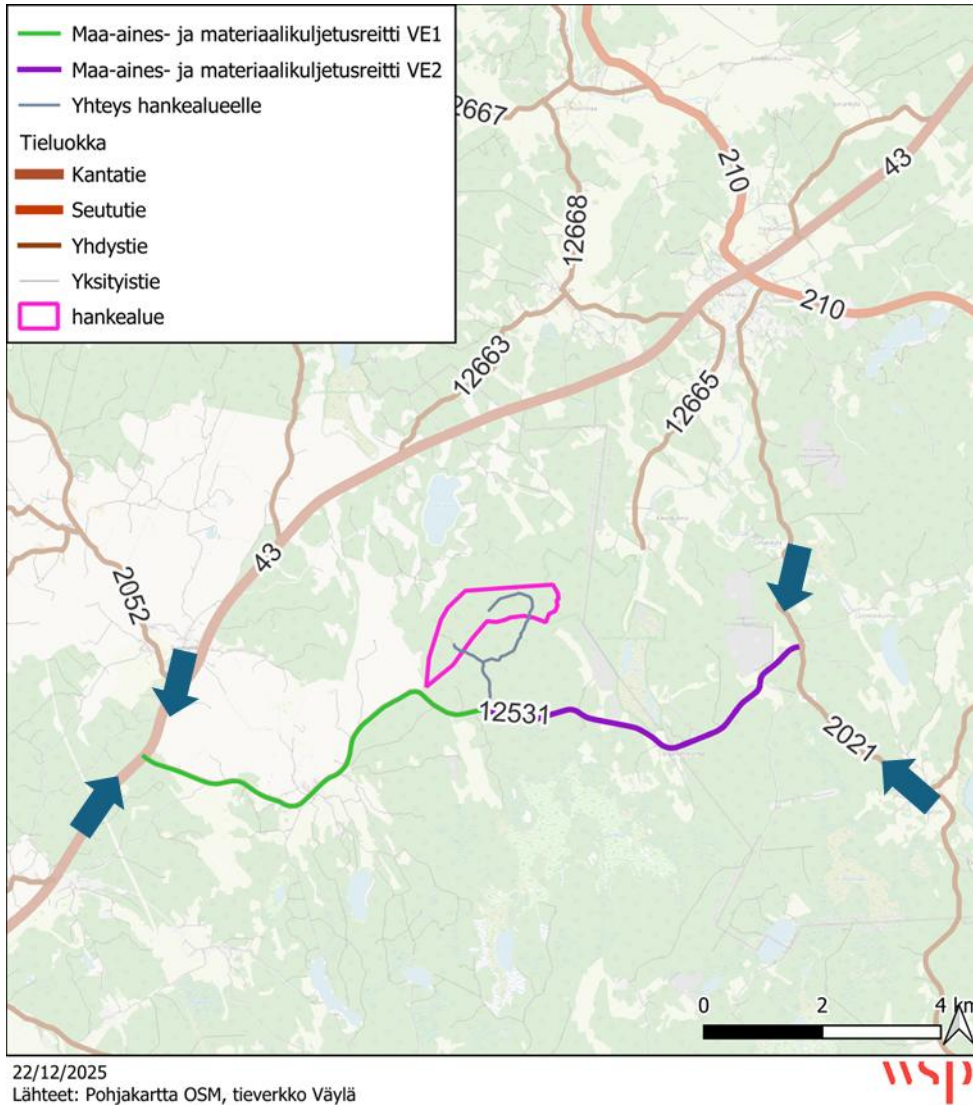 Maa-aines- ja materiaalikuljetusreitti VE1
Maa-aines- ja materiaalikuljetusreitti VE2
Yhteys hankealueelle
Tieluokka
Kantatie
Seututie
Yhdystie
Yksityistie
hankealue
12667
210
43
12668
210
12663
12665
43
2052
12531
2021
0 2 4 km
22/12/2025
Lähteet: Pohjakartta OSM, tieverkko Väylä
wsp